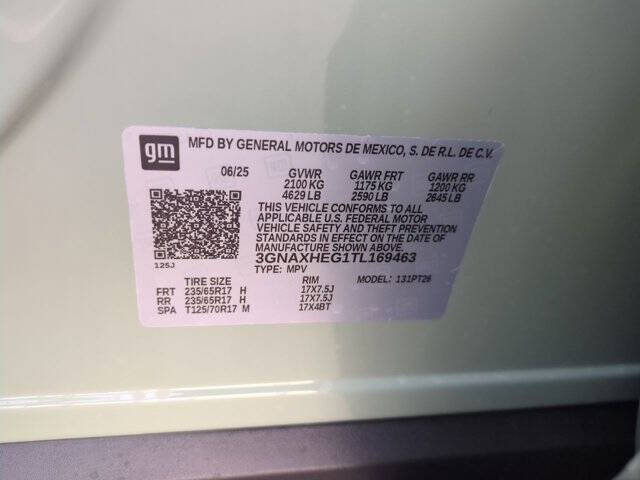 gm
MFD BY GENERAL MOTORS DE MEXICO, S. DE R.L. DE C.V.
06/25 GVWR GAWR FRT GAWR RR
2100 KG 1175 KG 1200 KG
4629 LB 2590 LB 2645 LB
THIS VEHICLE CONFORMS TO ALL
APPLICABLE U.S. FEDERAL MOTOR
VEHICLE SAFETY AND THEFT PREVENTION
STANDARDS IN EFFECT ON THE DATE OF
MANUFACTURE SHOWN ABOVE.
125J 3GNAXHEG1TL169463
TYPE: MPV MODEL: 131PT26
TIRE SIZE RIM
FRT 235/65R17 H 17X7.5J
RR 235/65R17 H 17X7.5J
SPA T125/70R17 M 17X4BT